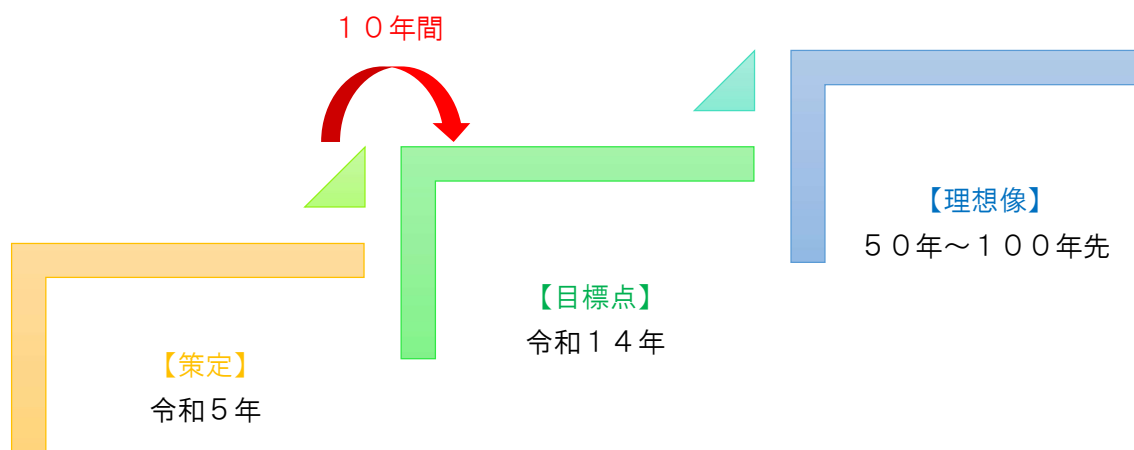 １０年間
【策定】
令和５年
【目標点】
令和１４年
【理想像】
５０年～１００年先